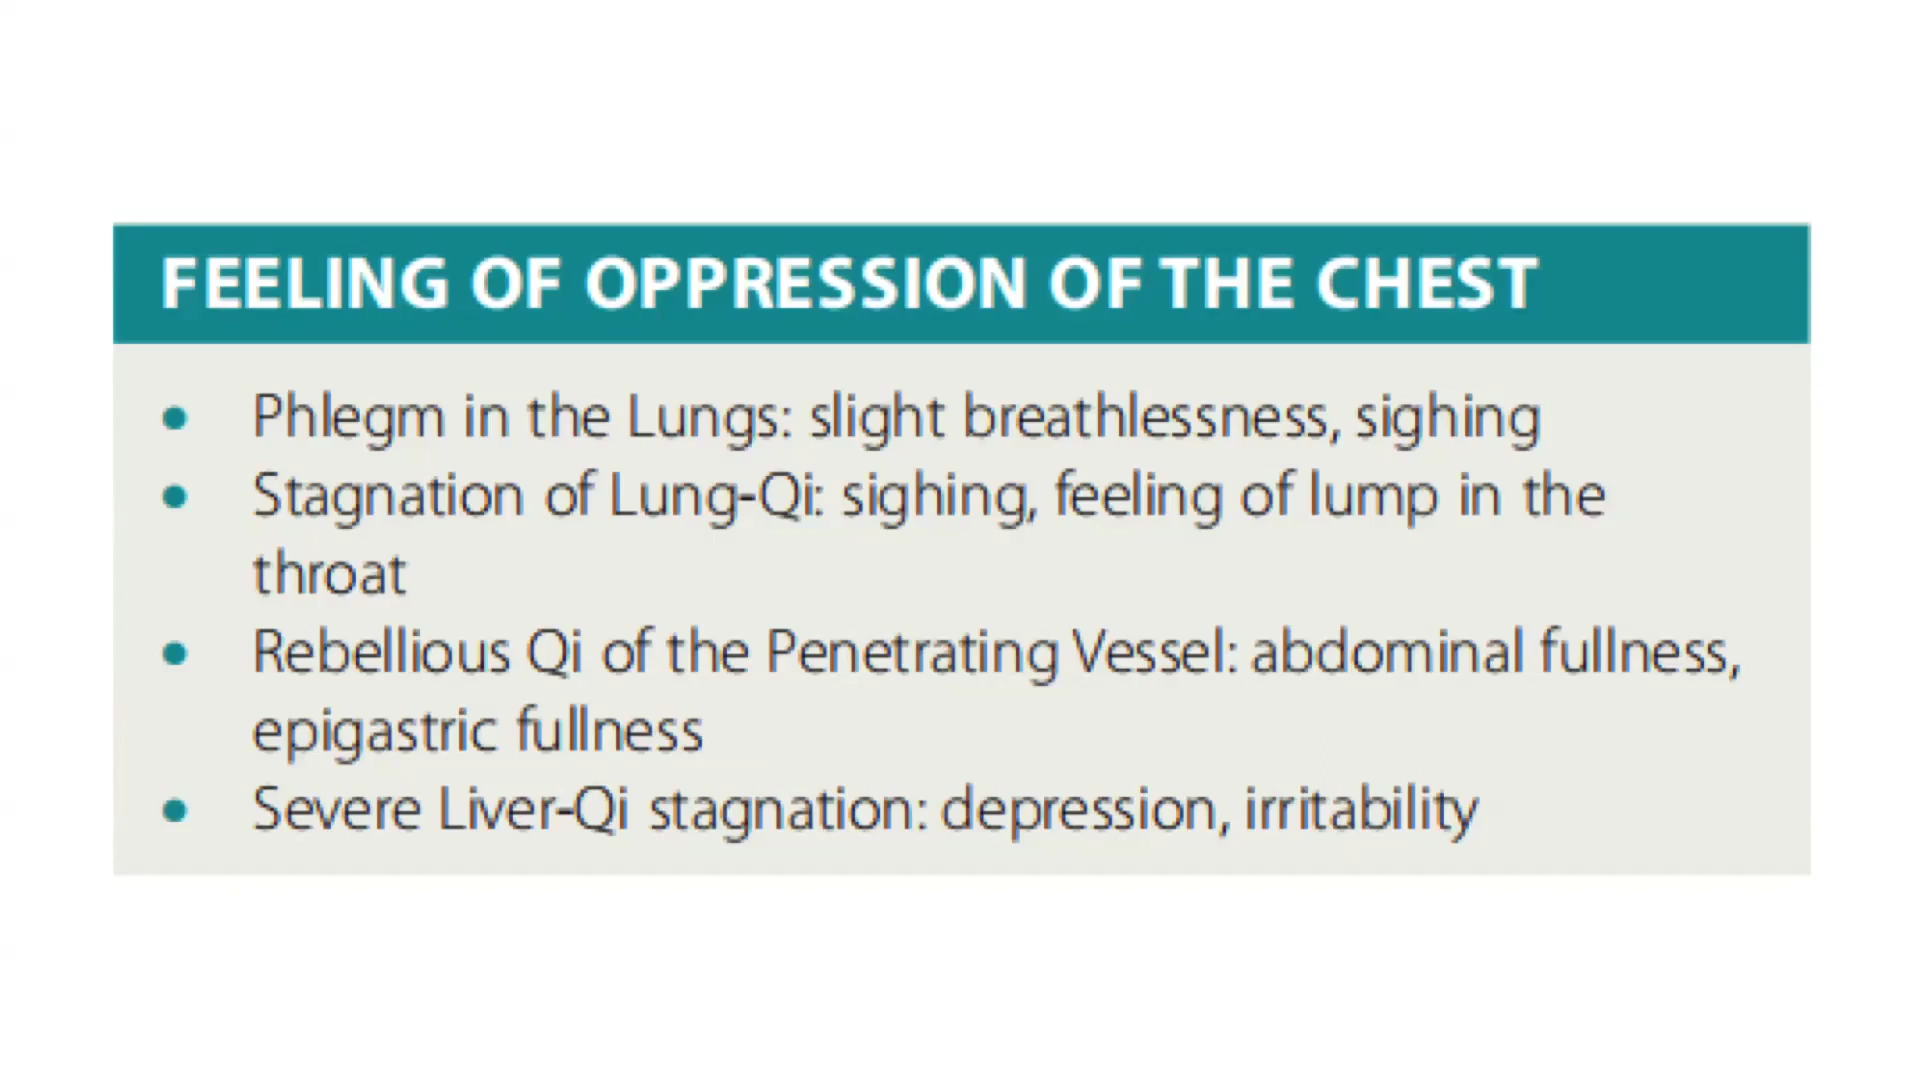 FEELING OF OPPRESSION OF THE CHEST
• Phlegm in the Lungs: slight breathlessness, sighing
• Stagnation of Lung-Qi: sighing, feeling of lump in the
throat
• Rebellious Qi of the Penetrating Vessel: abdominal fullness,
epigastric fullness
• Severe Liver-Qi stagnation: depression, irritability